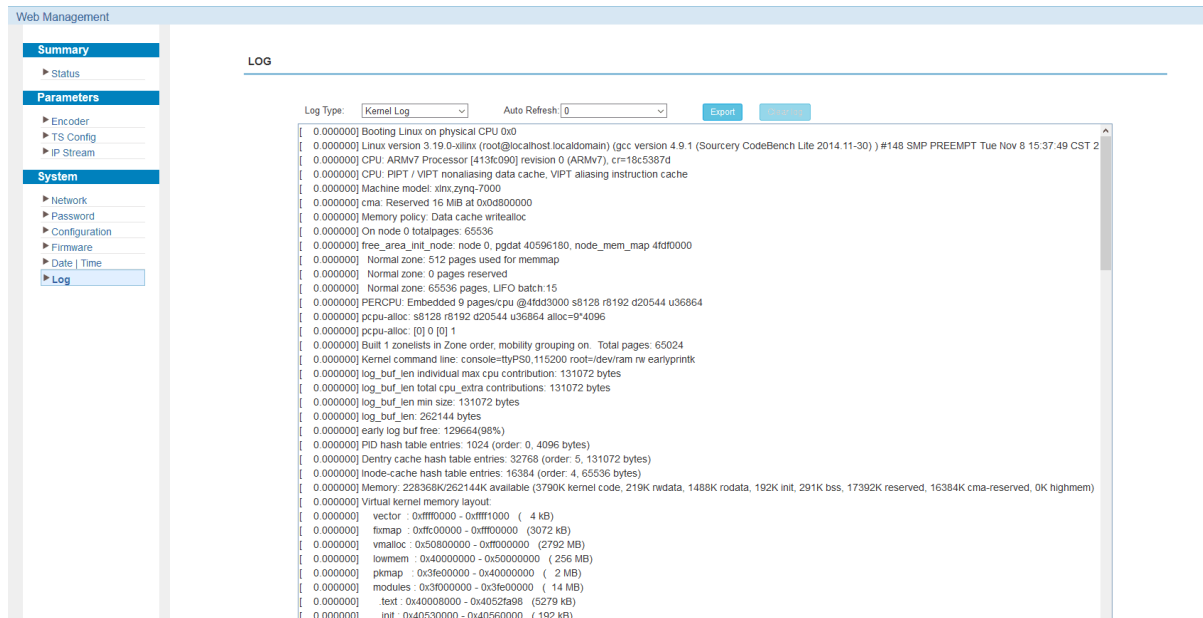 Web Management
Summary
Status
Parameters
Encoder
TS Config
IP Stream
System
Network
Password
Configuration
Firmware
Date | Time
Log
LOG
Log Type: Kernel Log Auto Refresh: 0 Export
[ 0.000000] Booting Linux on physical CPU 0x0
[ 0.000000] Linux version 3.19.0-xilinx (root@localhost.localdomain) (gcc version 4.9.1 (Sourcery CodeBench Lite 2014.11-30) ) #148 SMP PREEMPT Tue Nov 8 15:37:49 CST 2
[ 0.000000] CPU: ARMv7 Processor [413fc090] revision 0 (ARMv7), cr=18c5387d
[ 0.000000] CPU: PIPT / VIPT nonaliasing data cache, VIPT aliasing instruction cache
[ 0.000000] Machine model: xlnx,zynq-7000
[ 0.000000] cma: Reserved 16 MiB at 0x0d800000
[ 0.000000] Memory policy: Data cache writealloc
[ 0.000000] On node 0 totalpages: 65536
[ 0.000000] free_area_init_node: node 0, pgdat 40596180, node_mem_map 4fdf0000
[ 0.000000] Normal zone: 512 pages used for memmap
[ 0.000000] Normal zone: 0 pages reserved
[ 0.000000] Normal zone: 65536 pages, LIFO batch:15
[ 0.000000] PERCPU: Embedded 9 pages/cpu @4fdd3000 s8128 r8192 d20544 u36864
[ 0.000000] pcpu-alloc: s8128 r8192 d20544 u36864 alloc=9*4096
[ 0.000000] pcpu-alloc: [0] 0 [0] 1
[ 0.000000] Built 1 zonelists in Zone order, mobility grouping on. Total pages: 65024
[ 0.000000] Kernel command line: console=ttyPS0,115200 root=/dev/ram rw earlyprintk
[ 0.000000] log_buf_len individual max cpu contribution: 131072 bytes
[ 0.000000] log_buf_len total cpu_extra contributions: 131072 bytes
[ 0.000000] log_buf_len min size: 131072 bytes
[ 0.000000] log_buf_len: 262144 bytes
[ 0.000000] early log buf free: 129664(98%)
[ 0.000000] PID hash table entries: 1024 (order: 0, 4096 bytes)
[ 0.000000] Dentry cache hash table entries: 32768 (order: 5, 131072 bytes)
[ 0.000000] Inode-cache hash table entries: 16384 (order: 4, 65536 bytes)
[ 0.000000] Memory: 228368K/262144K available (3790K kernel code, 219K rwdata, 1488K rodata, 192K init, 291K bss, 17392K reserved, 16384K cma-reserved, 0K highmem)
[ 0.000000] Virtual kernel memory layout:
[ 0.000000] vector : 0xffff0000 - 0xffff1000 ( 4 kB)
[ 0.000000] fixmap : 0xffc00000 - 0xfff00000 (3072 kB)
[ 0.000000] vmalloc : 0x50800000 - 0xff000000 (2792 MB)
[ 0.000000] lowmem : 0x40000000 - 0x50000000 ( 256 MB)
[ 0.000000] pkmap : 0x3fe00000 - 0x40000000 ( 2 MB)
[ 0.000000] modules : 0x3f000000 - 0x3fe00000 ( 14 MB)
[ 0.000000] .text : 0x40008000 - 0x4052fa98 (5279 kB)
[ 0.000000] .init : 0x40530000 - 0x40560000 ( 192 kB)